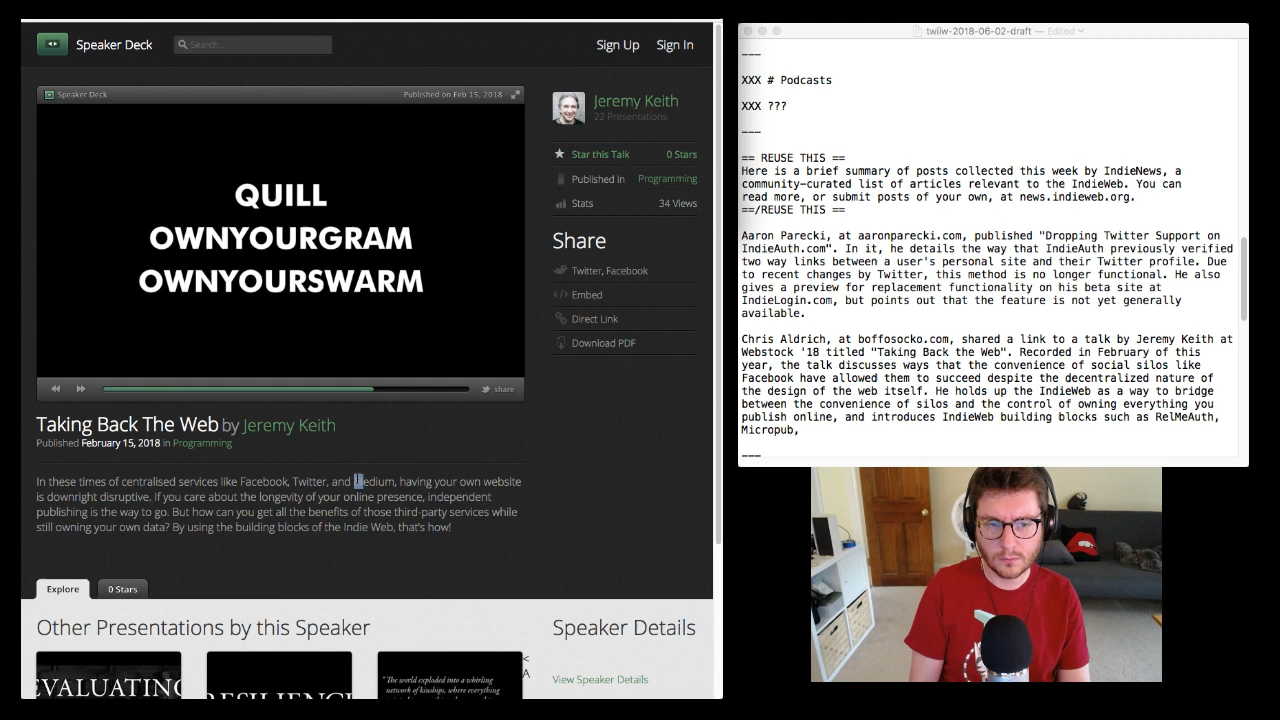 Speaker Deck
Search...
Sign Up
Sign In
Speaker Deck
Published on Feb 15, 2018
QUILL
OWNYOURGRAM
OWNYOURSWARM
share
Taking Back The Web by Jeremy Keith
Published February 15, 2018 in Programming
In these times of centralised services like Facebook, Twitter, and Medium, having your own website
is downright disruptive. If you care about the longevity of your online presence, independent
publishing is the way to go. But how can you get all the benefits of those third-party services while
still owning your own data? By using the building blocks of the Indie Web, that's how!
Explore
0 Stars
Other Presentations by this Speaker
EVALUATING
RESILIENCE
"The world exploded into a whirling
network of kinships, where everything
<
A
Jeremy Keith
22 Presentations
Star this Talk 0 Stars
Published in Programming
Stats 34 Views
Share
Twitter, Facebook
Embed
Direct Link
Download PDF
Speaker Details
View Speaker Details
twiiw-2018-06-02-draft — Edited
---
XXX # Podcasts
XXX ???
---
== REUSE THIS ==
Here is a brief summary of posts collected this week by IndieNews, a
community-curated list of articles relevant to the IndieWeb. You can
read more, or submit posts of your own, at news.indieweb.org.
==/REUSE THIS ==
Aaron Parecki, at aaronparecki.com, published "Dropping Twitter Support on
IndieAuth.com". In it, he details the way that IndieAuth previously verified
two way links between a user's personal site and their Twitter profile. Due
to recent changes by Twitter, this method is no longer functional. He also
gives a preview for replacement functionality on his beta site at
IndieLogin.com, but points out that the feature is not yet generally
available.
Chris Aldrich, at boffosocko.com, shared a link to a talk by Jeremy Keith at
Webstock '18 titled "Taking Back the Web". Recorded in February of this
year, the talk discusses ways that the convenience of social silos like
Facebook have allowed them to succeed despite the decentralized nature of
the design of the web itself. He holds up the IndieWeb as a way to bridge
between the convenience of silos and the control of owning everything you
publish online, and introduces IndieWeb building blocks such as RelMeAuth,
Micropub,
---